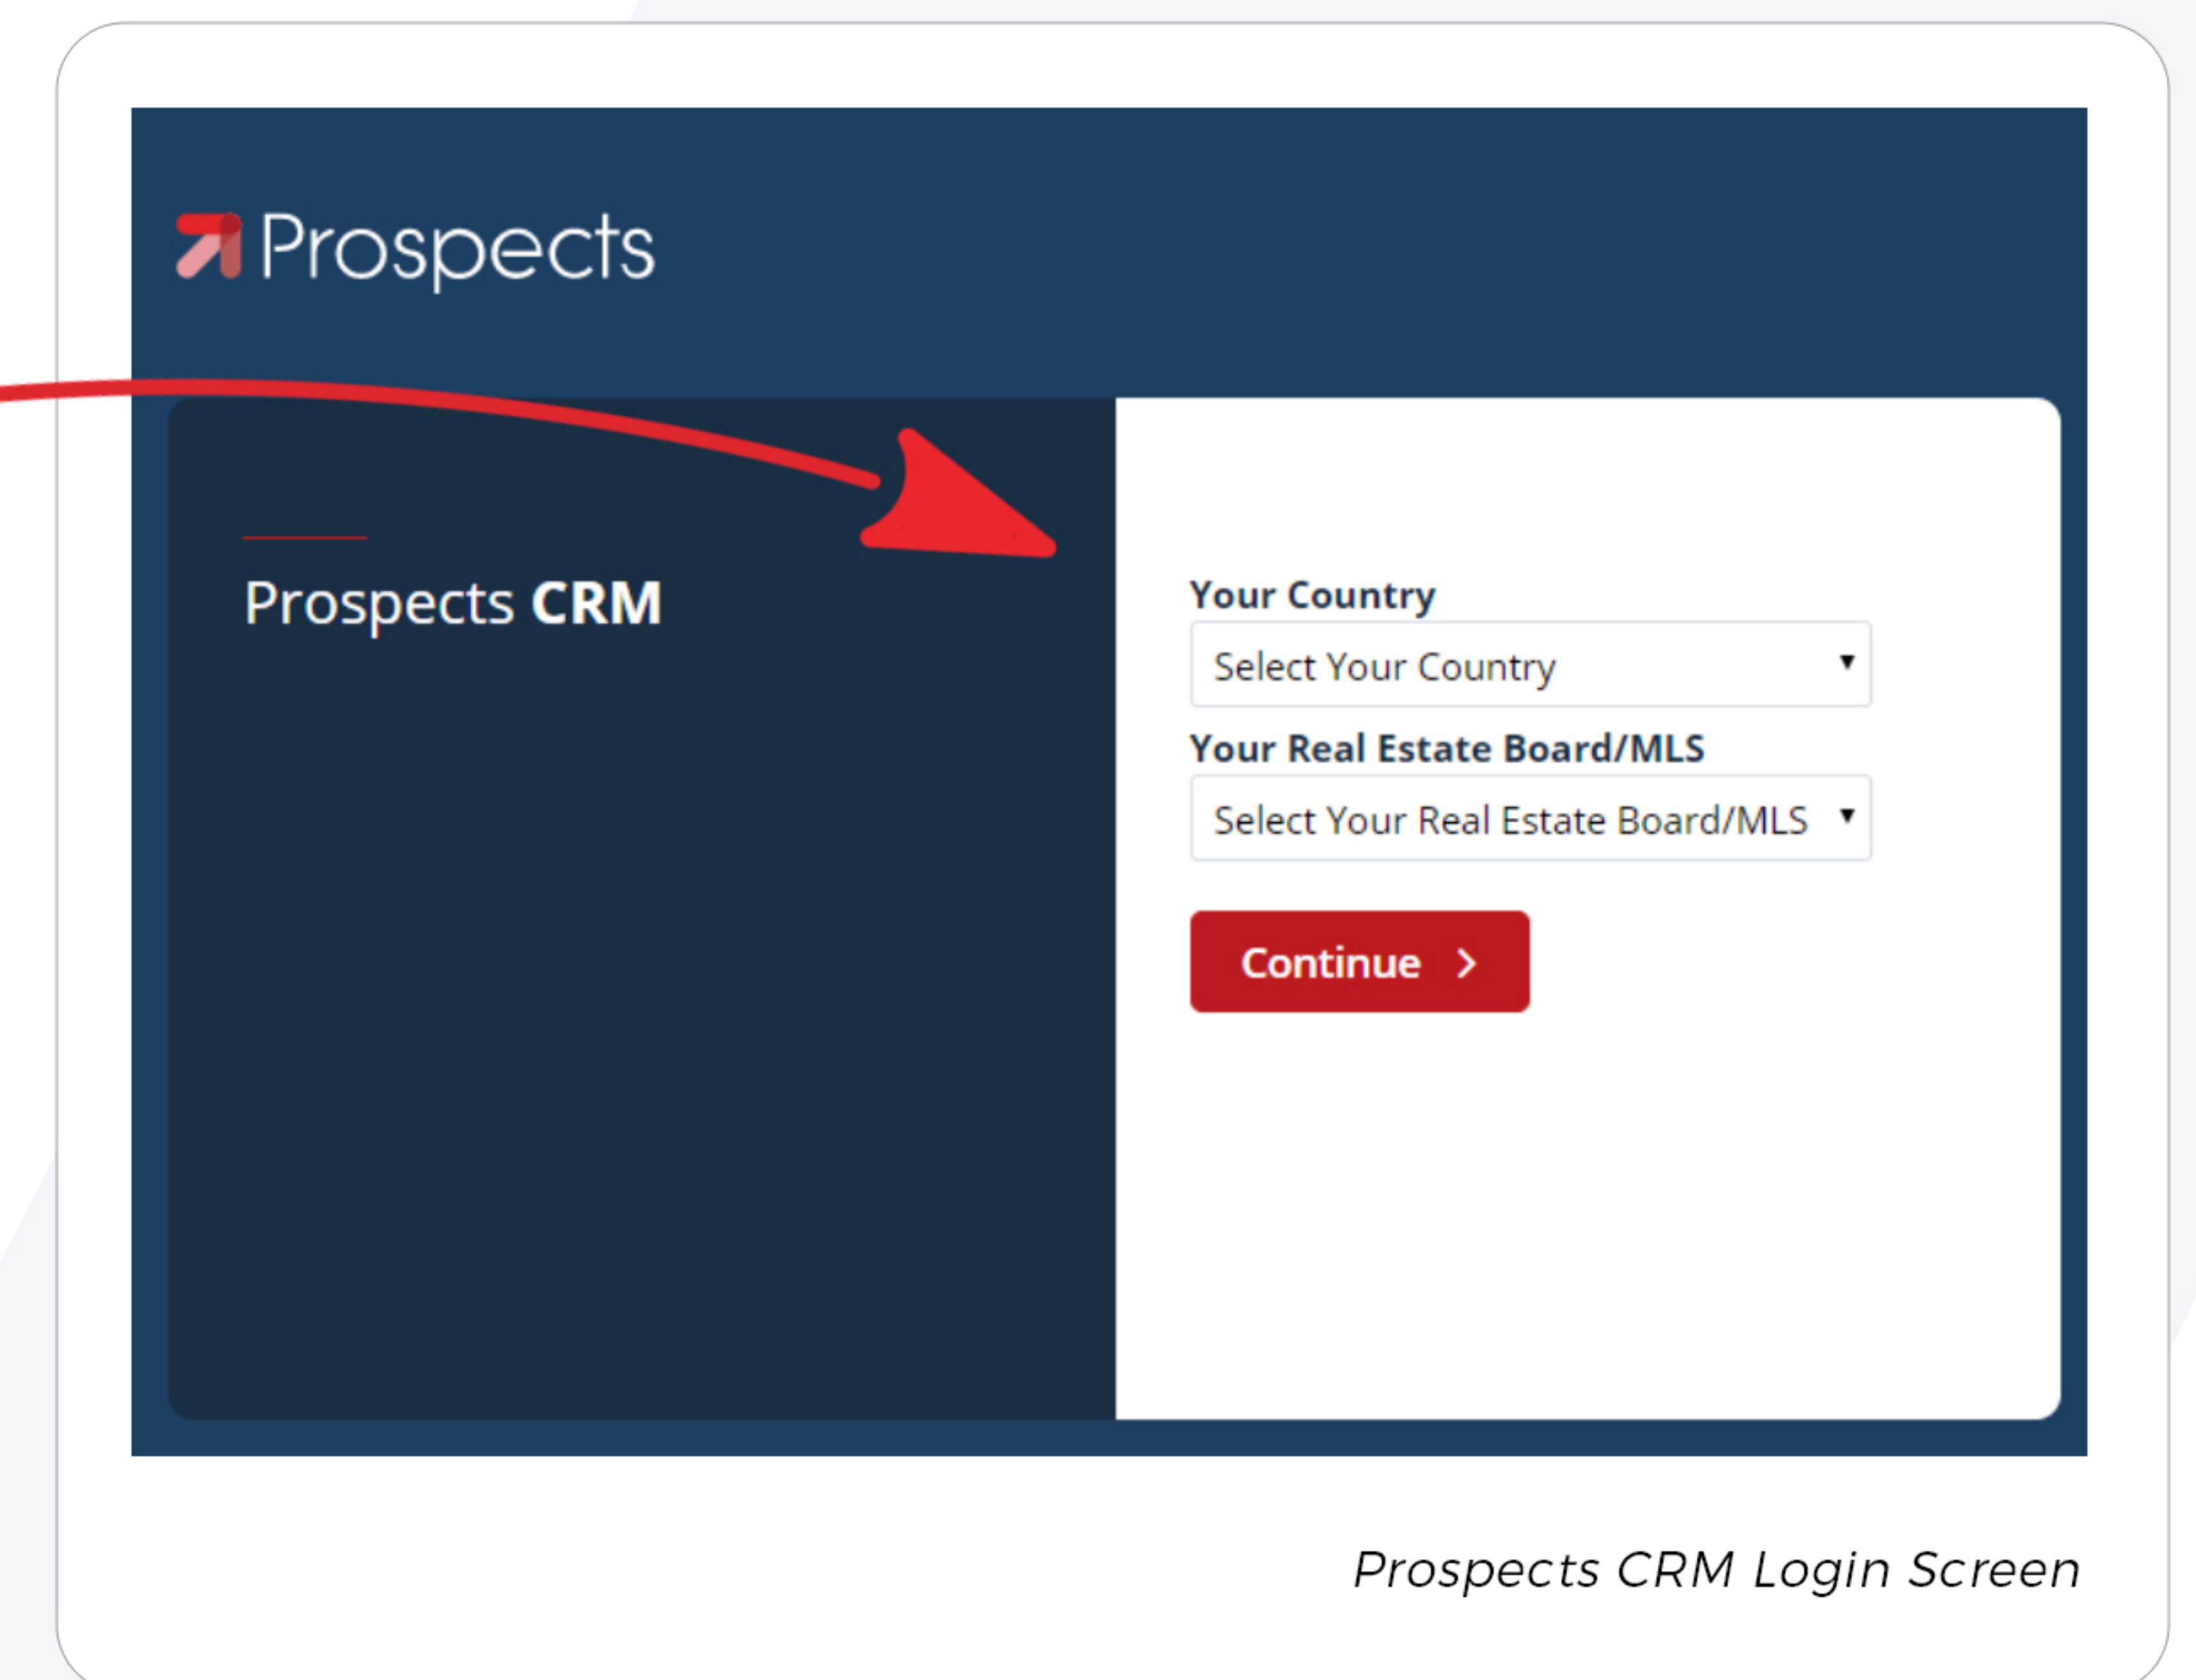 Prospects
Prospects CRM
Your Country
Select Your Country
Your Real Estate Board/MLS
Select Your Real Estate Board/MLS
Continue
Prospects CRM Login Screen